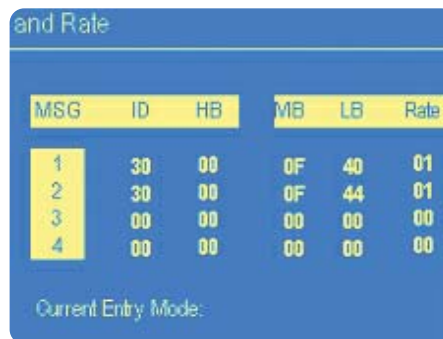 and Rate
MSG ID HB MB LB Rate
1 30 00 0F 40 01
2 30 00 0F 44 01
3 00 00 00 00 00
4 00 00 00 00 00
Current Entry Mode: